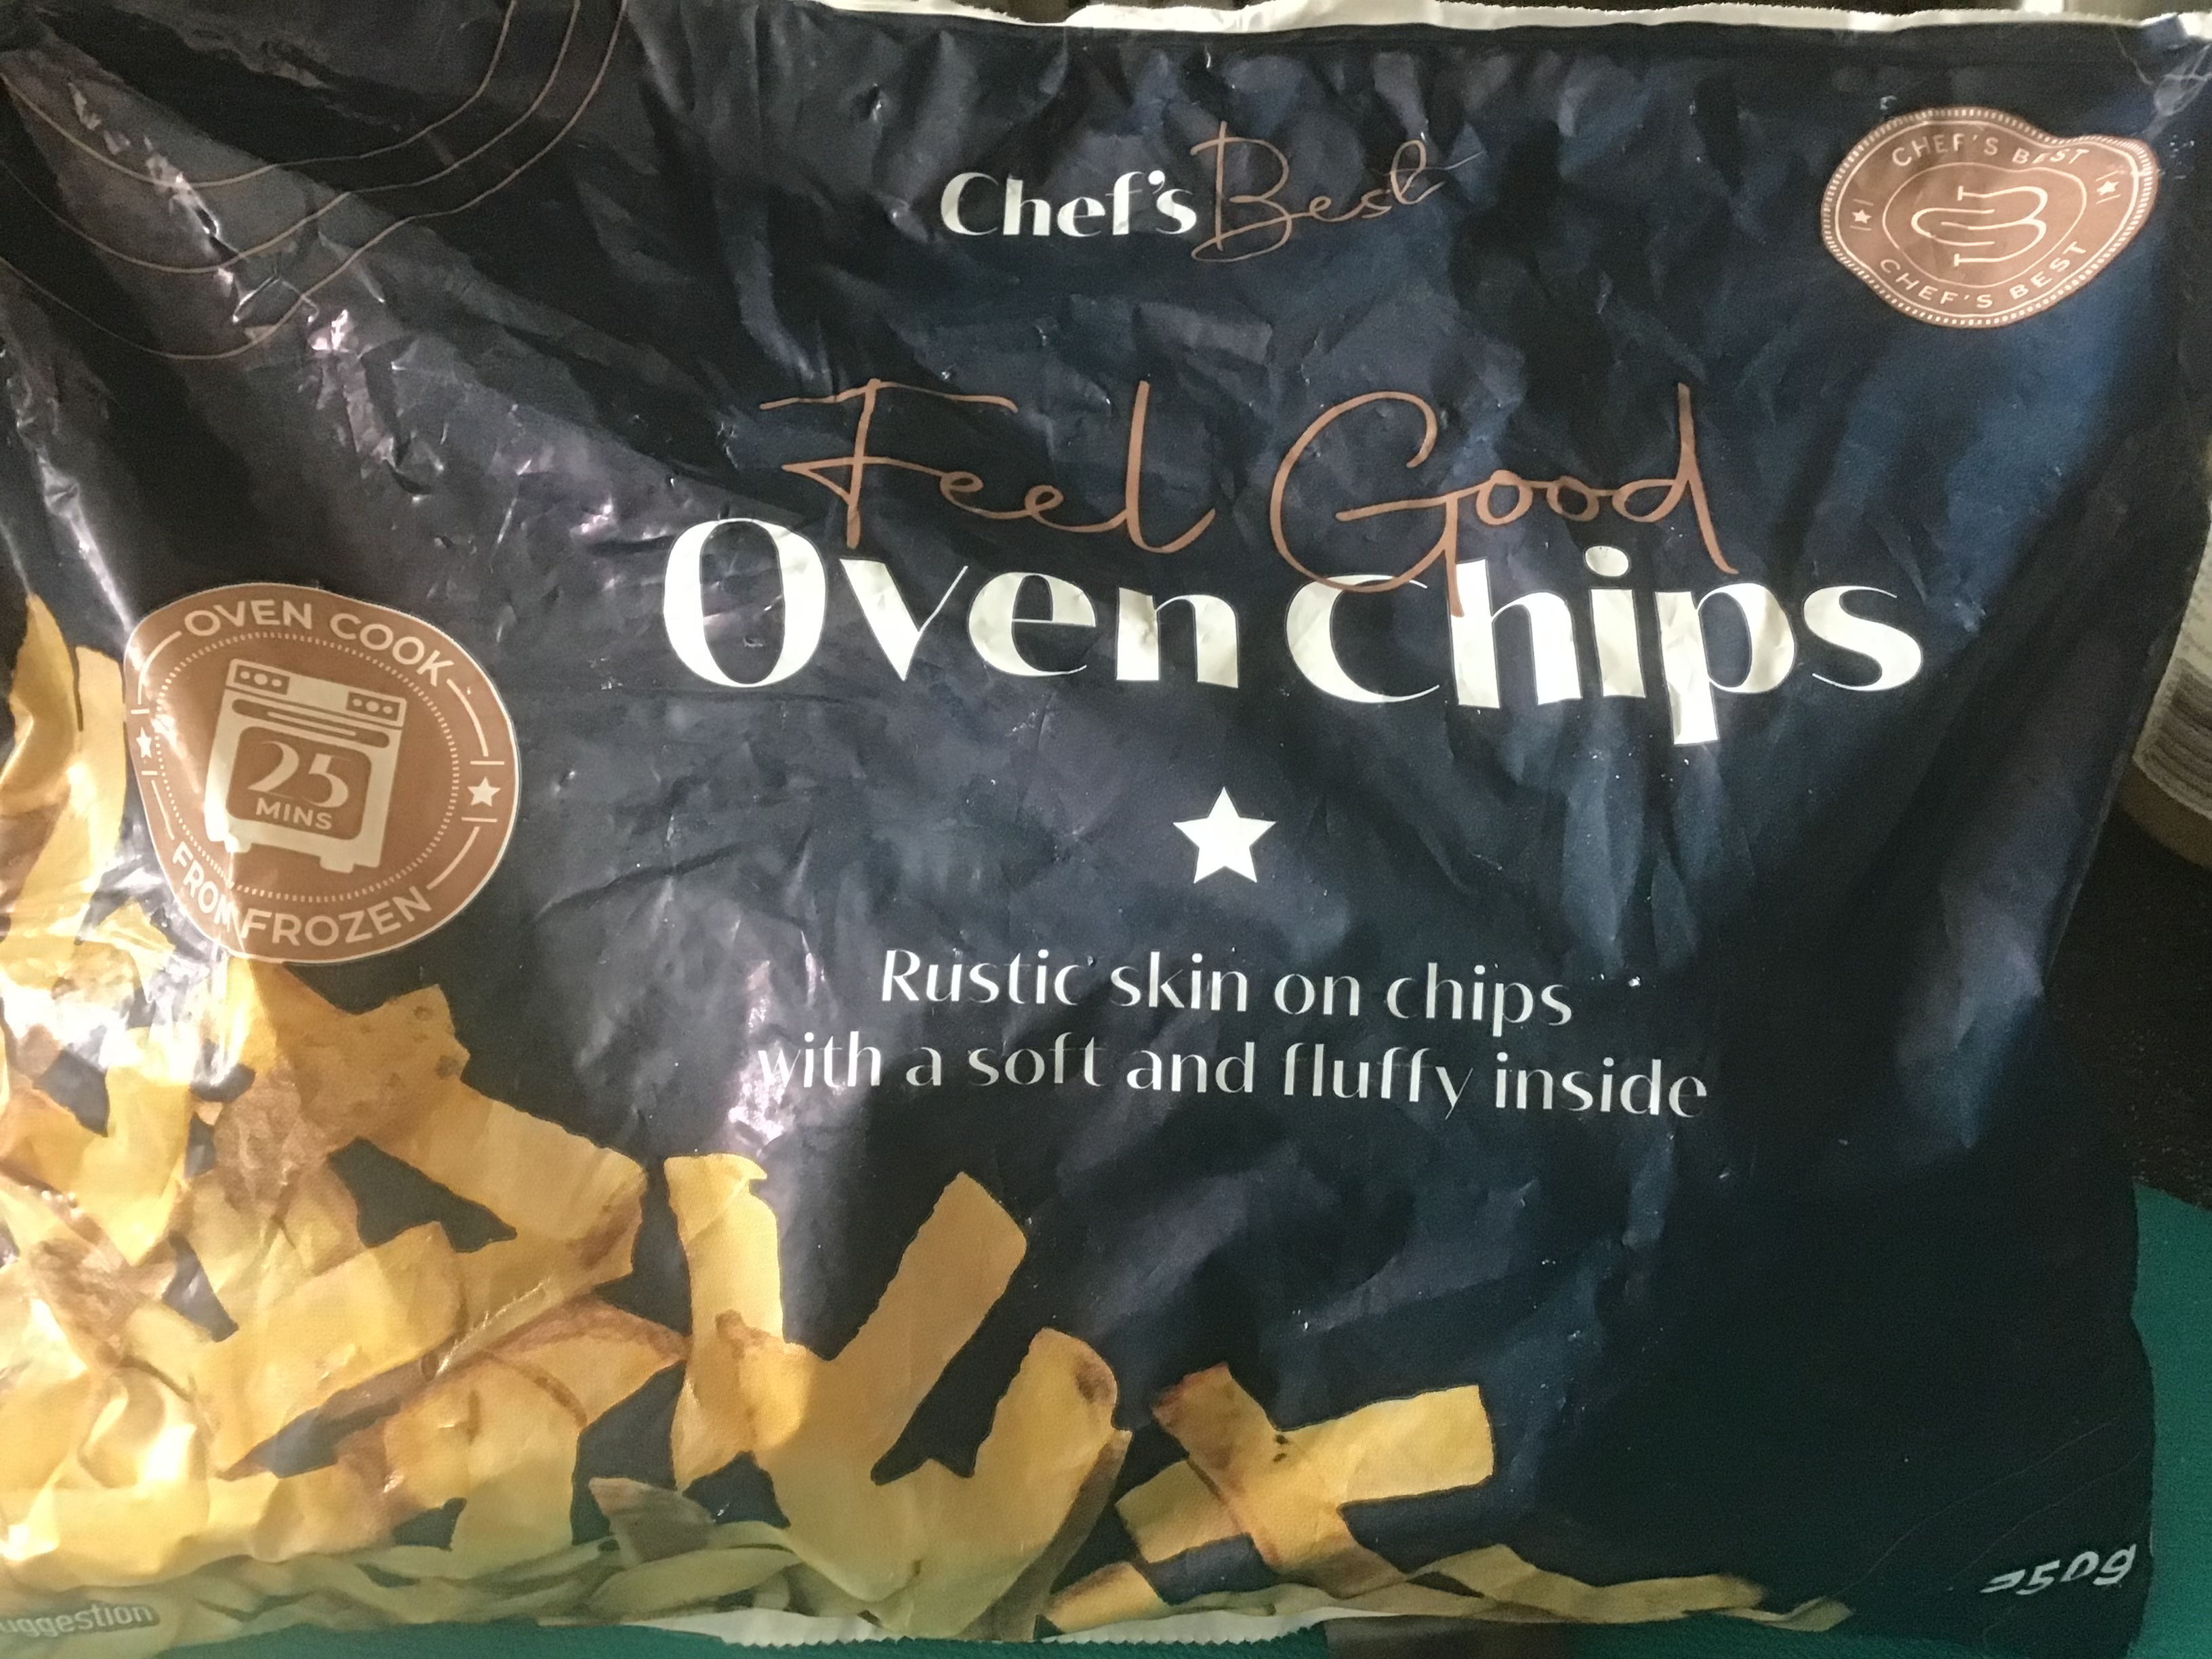 Chef's Best
CHEF'S BEST
CHEF'S BEST
Feel Good
Oven Chips
OVEN COOK
25
MINS
FROM FROZEN
Rustic skin on chips
with a soft and fluffy inside